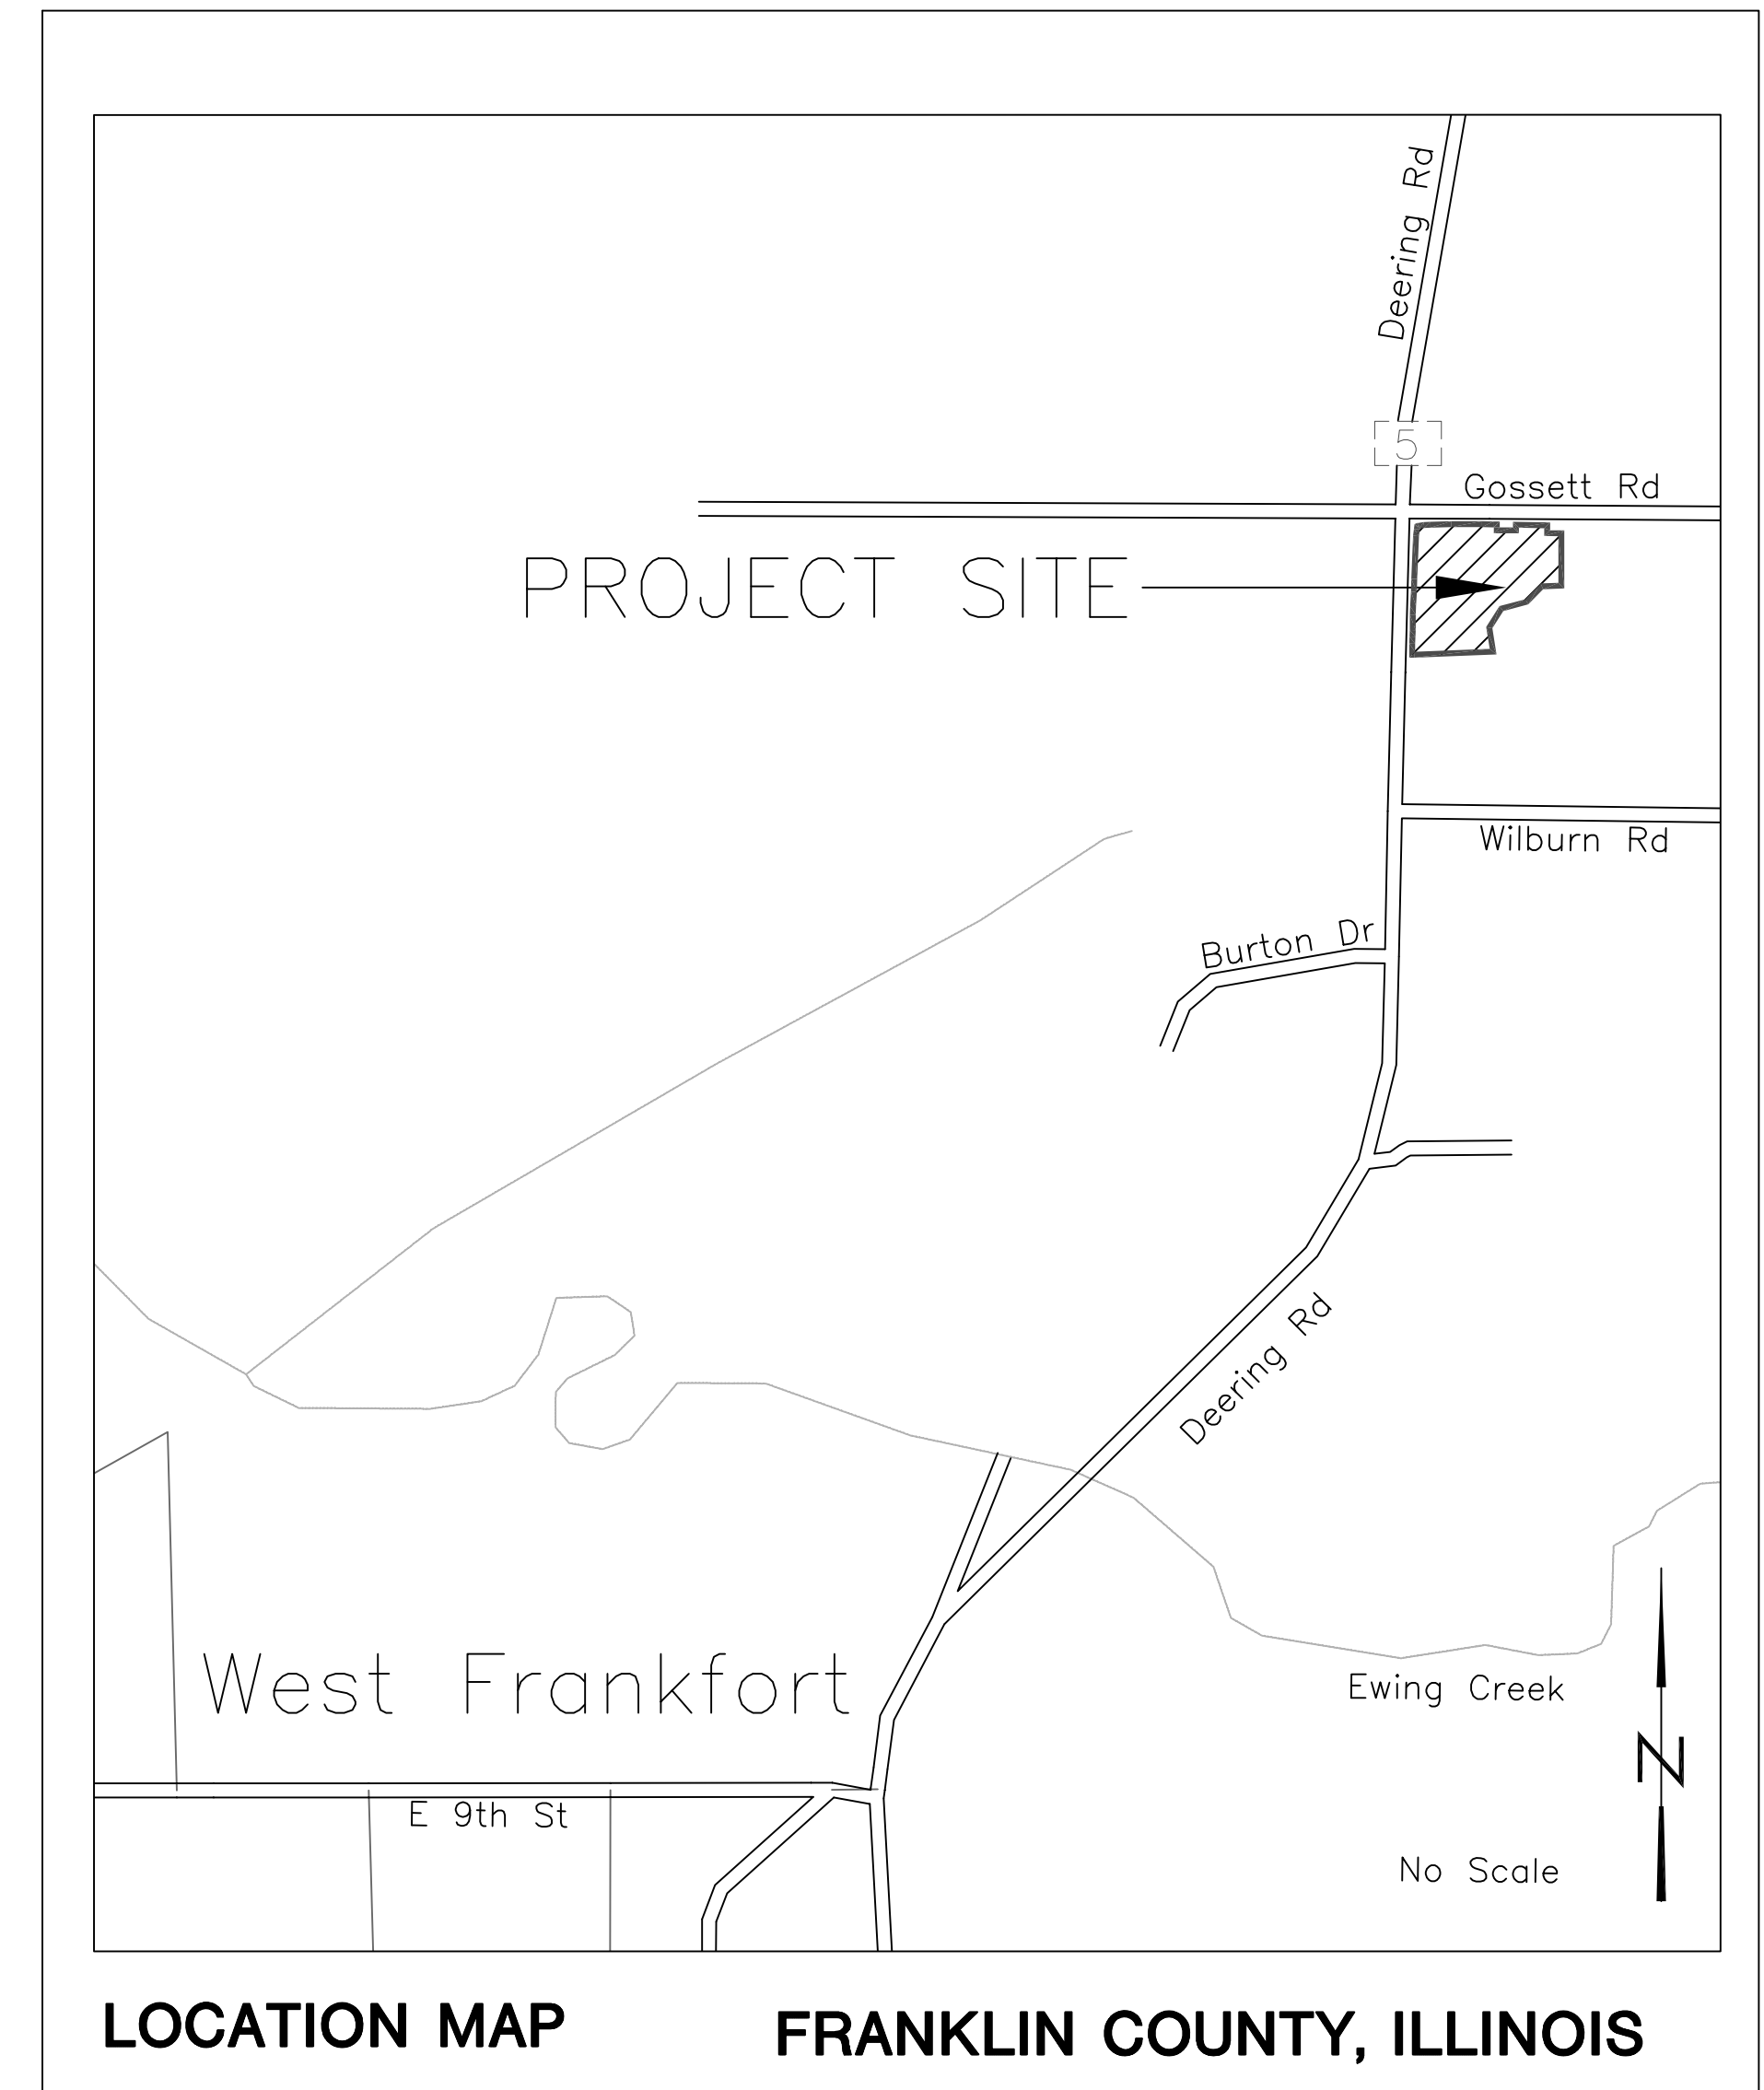 Deering Rd
5
Gossett Rd
PROJECT SITE
Wilburn Rd
Burton Dr
Deering Rd
West Frankfort
Ewing Creek
N
E 9th St
No Scale
LOCATION MAP
FRANKLIN COUNTY, ILLINOIS